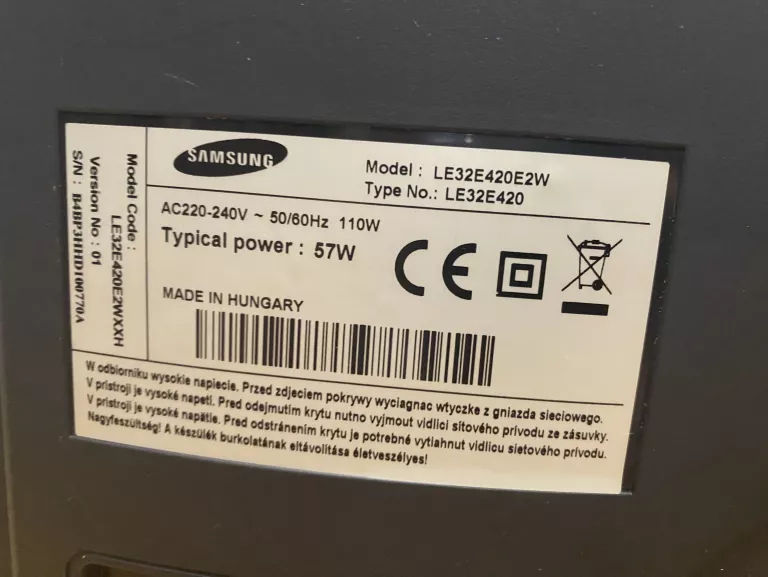 SAMSUNG
Model : LE32E420E2W
Type No.: LE32E420
AC220-240V ~ 50/60Hz 110W
Typical power : 57W
MADE IN HUNGARY
Model Code :
LE32E420E2WXXH
Version No : 01
S/N : B4BP3HHD100770A
W odbiorniku wysokie napiecie. Przed zdjeciem pokrywy wyciagnac wtyczke z gniazda sieciowego.
V pristroji je vysoké napetí. Pred odejmutím krytu nutno vyjmout vidlici sítového prívodu ze zásuvky.
V prístroji je vysoké napätie. Pred odstránením krytu je potrebné vytiahnut vidlicu sietového prívodu.
Nagyfeszültség! A készülék burkolatának eltávolítása életveszélyes!